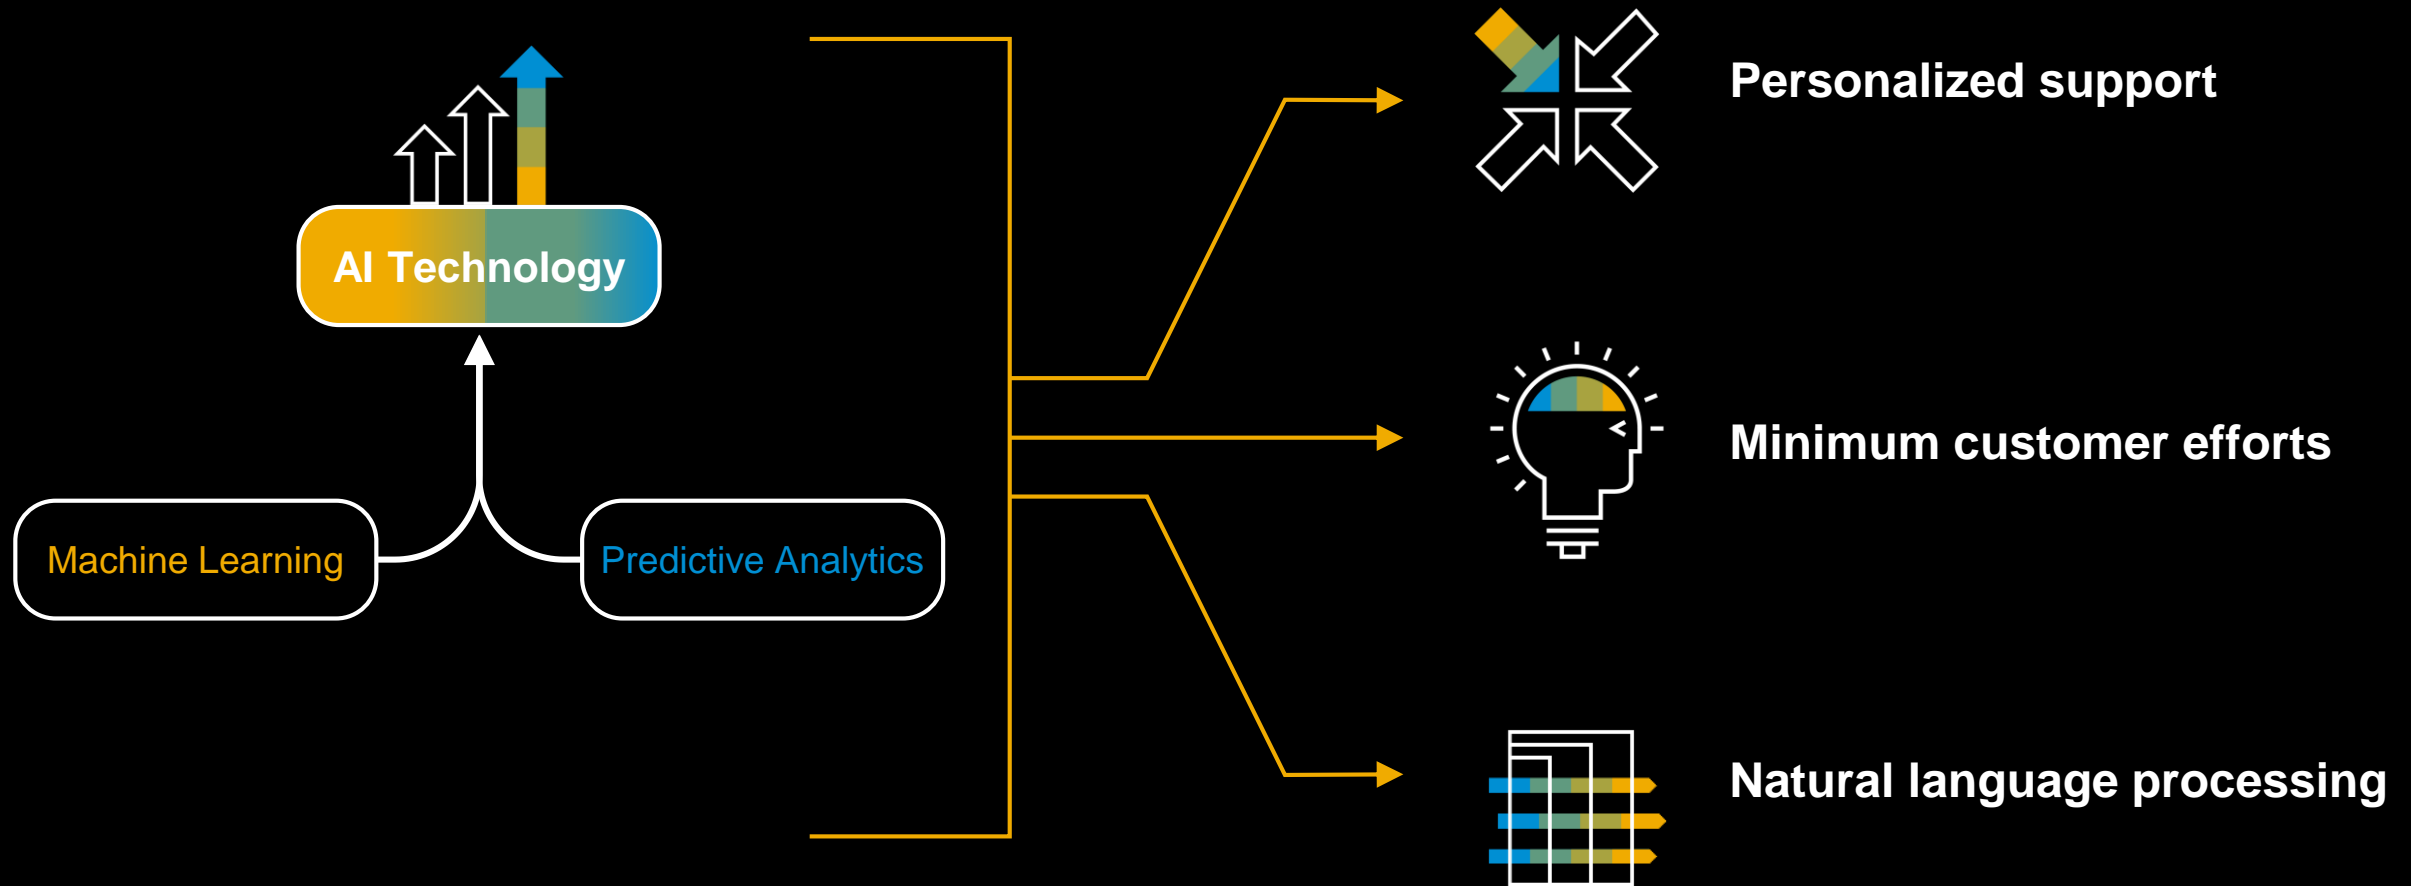 AI Technology
Machine Learning
Predictive Analytics
Personalized support
Minimum customer efforts
Natural language processing